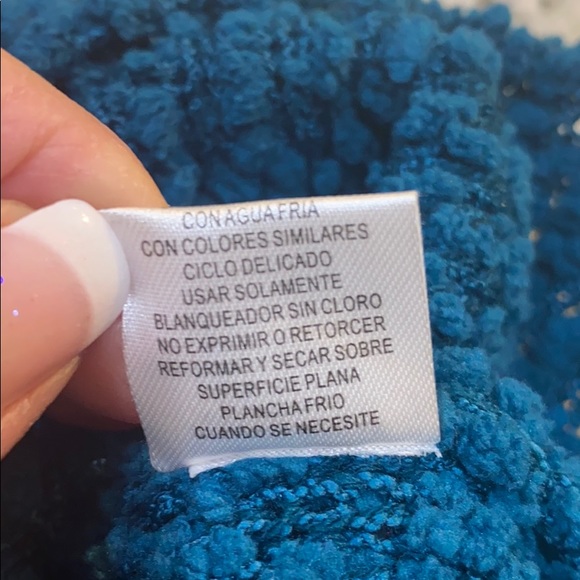 CON AGUA FRIA
CON COLORES SIMILARES
CICLO DELICADO
USAR SOLAMENTE
BLANQUEADOR SIN CLORO
NO EXPRIMIR O RETORCER
REFORMAR Y SECAR SOBRE
SUPERFICIE PLANA
PLANCHA FRIO
CUANDO SE NECESITE